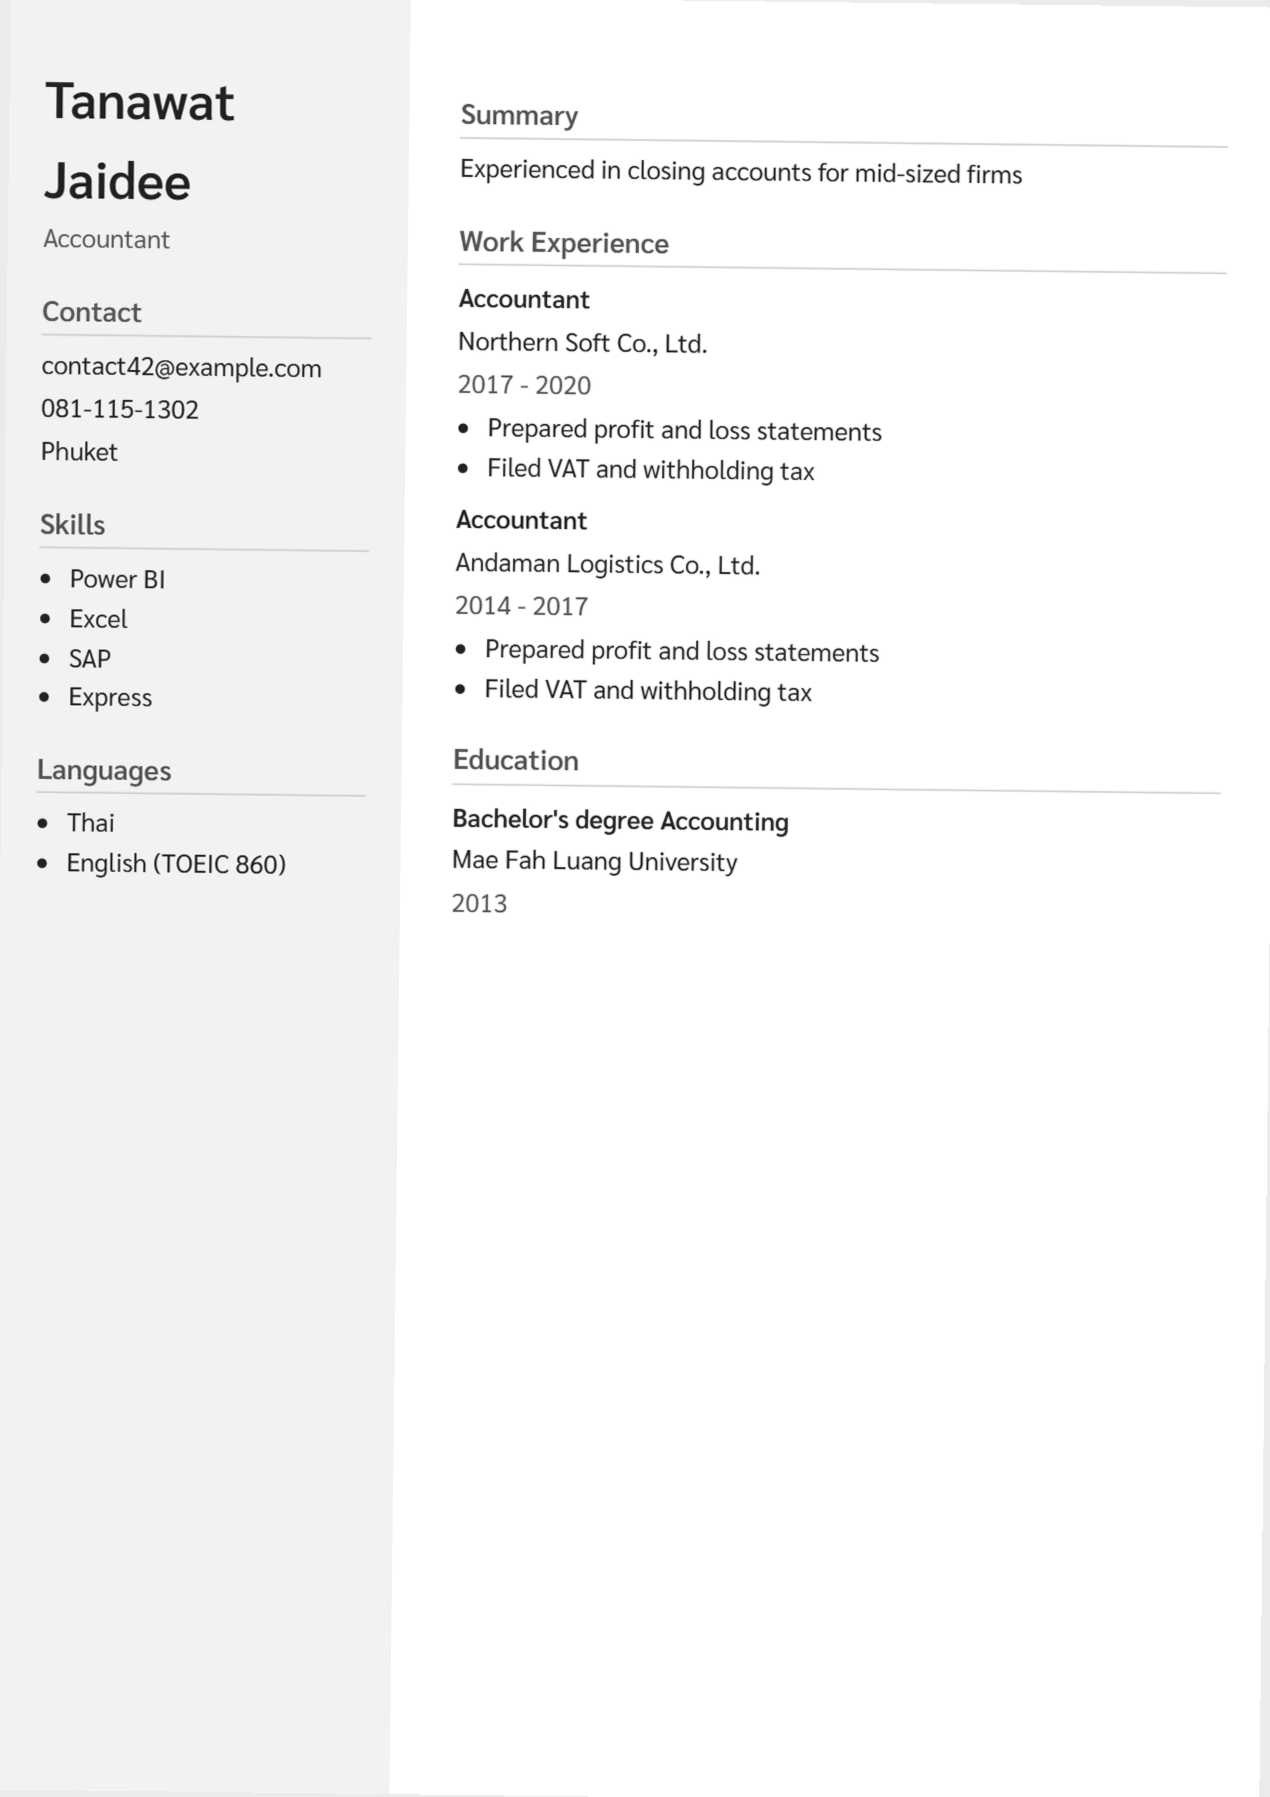 Tanawat
Jaidee
Accountant
Contact
contact42@example.com
081-115-1302
Phuket
Skills
• Power BI
• Excel
• SAP
• Express
Languages
• Thai
• English (TOEIC 860)
Summary
Experienced in closing accounts for mid-sized firms
Work Experience
Accountant
Northern Soft Co., Ltd.
2017 - 2020
• Prepared profit and loss statements
• Filed VAT and withholding tax
Accountant
Andaman Logistics Co., Ltd.
2014 - 2017
• Prepared profit and loss statements
• Filed VAT and withholding tax
Education
Bachelor's degree Accounting
Mae Fah Luang University
2013